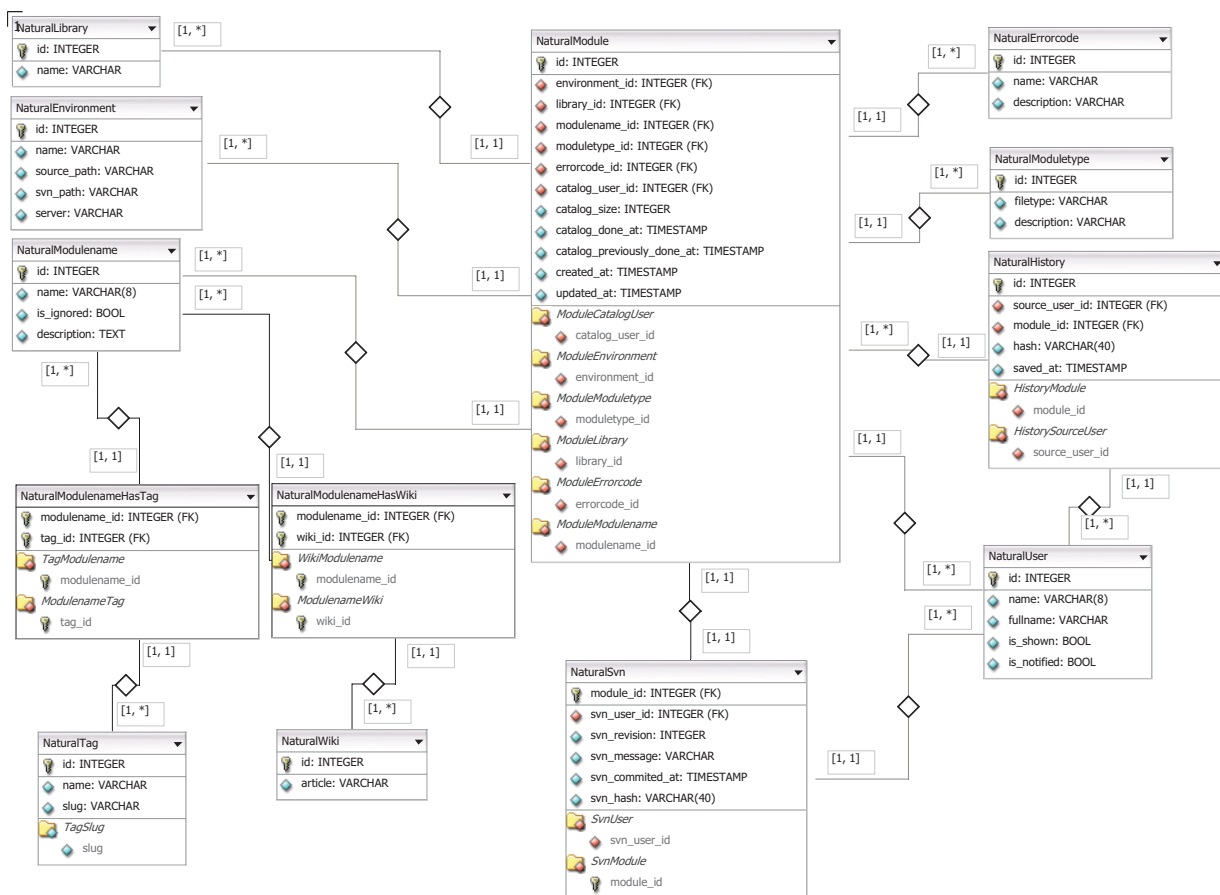 1
NaturalLibrary
id: INTEGER
name: VARCHAR
[1, *]
[1, 1]
NaturalEnvironment
id: INTEGER
name: VARCHAR
source_path: VARCHAR
svn_path: VARCHAR
server: VARCHAR
[1, *]
[1, 1]
NaturalModulename
id: INTEGER
name: VARCHAR(8)
is_ignored: BOOL
description: TEXT
[1, *]
[1, *]
[1, 1]
[1, *]
[1, 1]
[1, 1]
NaturalModulenameHasTag
modulename_id: INTEGER (FK)
tag_id: INTEGER (FK)
TagModulename
modulename_id
ModulenameTag
tag_id
[1, 1]
[1, *]
NaturalTag
id: INTEGER
name: VARCHAR
slug: VARCHAR
TagSlug
slug
NaturalModulenameHasWiki
modulename_id: INTEGER (FK)
wiki_id: INTEGER (FK)
WikiModulename
modulename_id
ModulenameWiki
wiki_id
[1, 1]
[1, *]
NaturalWiki
id: INTEGER
article: VARCHAR
NaturalModule
id: INTEGER
environment_id: INTEGER (FK)
library_id: INTEGER (FK)
modulename_id: INTEGER (FK)
moduletype_id: INTEGER (FK)
errorcode_id: INTEGER (FK)
catalog_user_id: INTEGER (FK)
catalog_size: INTEGER
catalog_done_at: TIMESTAMP
catalog_previously_done_at: TIMESTAMP
created_at: TIMESTAMP
updated_at: TIMESTAMP
ModuleCatalogUser
catalog_user_id
ModuleEnvironment
environment_id
ModuleModuletype
moduletype_id
ModuleLibrary
library_id
ModuleErrorcode
errorcode_id
ModuleModulename
modulename_id
[1, 1]
[1, 1]
NaturalSvn
module_id: INTEGER (FK)
svn_user_id: INTEGER (FK)
svn_revision: INTEGER
svn_message: VARCHAR
svn_commited_at: TIMESTAMP
svn_hash: VARCHAR(40)
SvnUser
svn_user_id
SvnModule
module_id
[1, *]
[1, 1]
NaturalErrorcode
id: INTEGER
name: VARCHAR
description: VARCHAR
[1, *]
[1, 1]
NaturalModuletype
id: INTEGER
filetype: VARCHAR
description: VARCHAR
[1, *]
[1, 1]
NaturalHistory
id: INTEGER
source_user_id: INTEGER (FK)
module_id: INTEGER (FK)
hash: VARCHAR(40)
saved_at: TIMESTAMP
HistoryModule
module_id
HistorySourceUser
source_user_id
[1, 1]
[1, *]
[1, 1]
[1, *]
[1, *]
[1, 1]
NaturalUser
id: INTEGER
name: VARCHAR(8)
fullname: VARCHAR
is_shown: BOOL
is_notified: BOOL